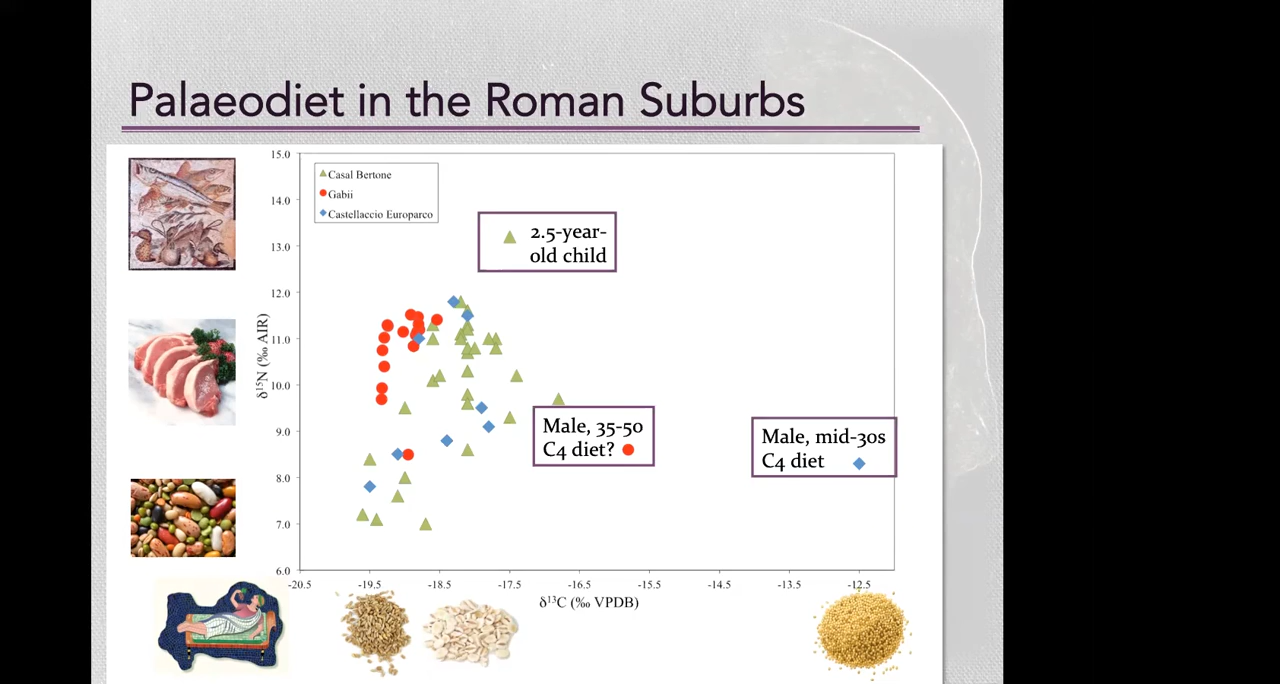 Palaeodiet in the Roman Suburbs
15.0
14.0
13.0
12.0
11.0
10.0
9.0
8.0
7.0
6.0
δ¹⁵N (‰ AIR)
Casal Bertone
Gabii
Castellaccio Europarco
2.5-year-
old child
Male, 35-50
C4 diet?
Male, mid-30s
C4 diet
-20.5
-19.5
-18.5
-17.5
-16.5
-15.5
-14.5
-13.5
-12.5
δ¹³C (‰ VPDB)